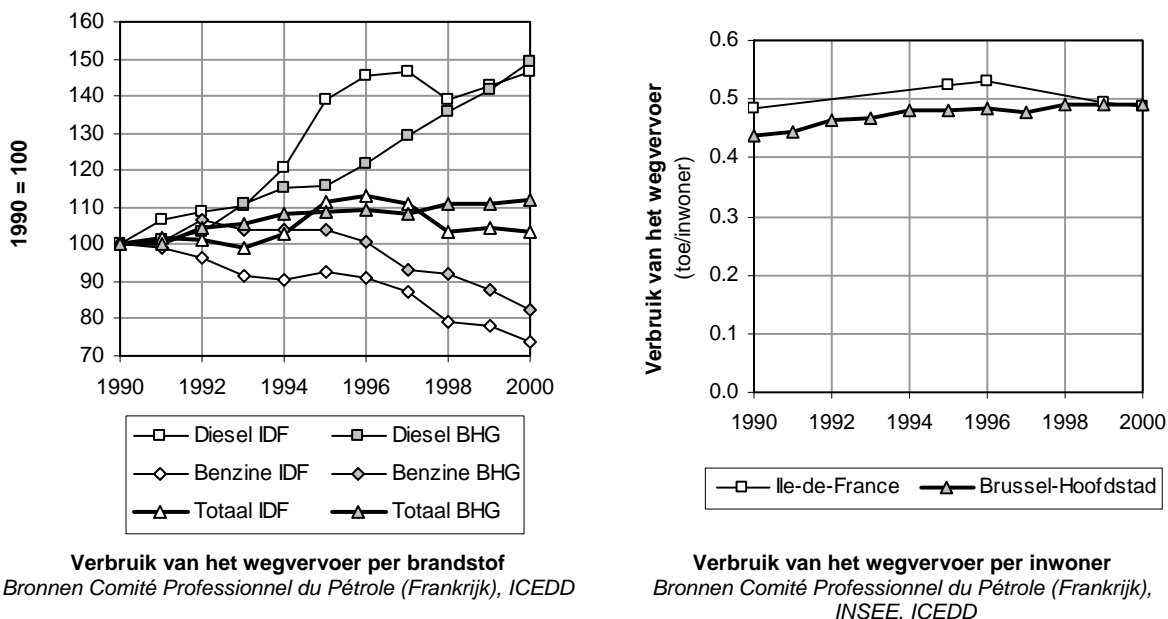 1990 = 100
160
150
140
130
120
110
100
90
80
70
1990 1992 1994 1996 1998 2000
Diesel IDF Diesel BHG
Benzine IDF Benzine BHG
Totaal IDF Totaal BHG
Verbruik van het wegvervoer per brandstof
Bronnen Comité Professionnel du Pétrole (Frankrijk), ICEDD
Verbruik van het wegvervoer
(toe/inwoner)
0.6
0.5
0.4
0.3
0.2
0.1
0.0
1990 1992 1994 1996 1998 2000
Ile-de-France Brussel-Hoofdstad
Verbruik van het wegvervoer per inwoner
Bronnen Comité Professionnel du Pétrole (Frankrijk),
INSEE, ICEDD